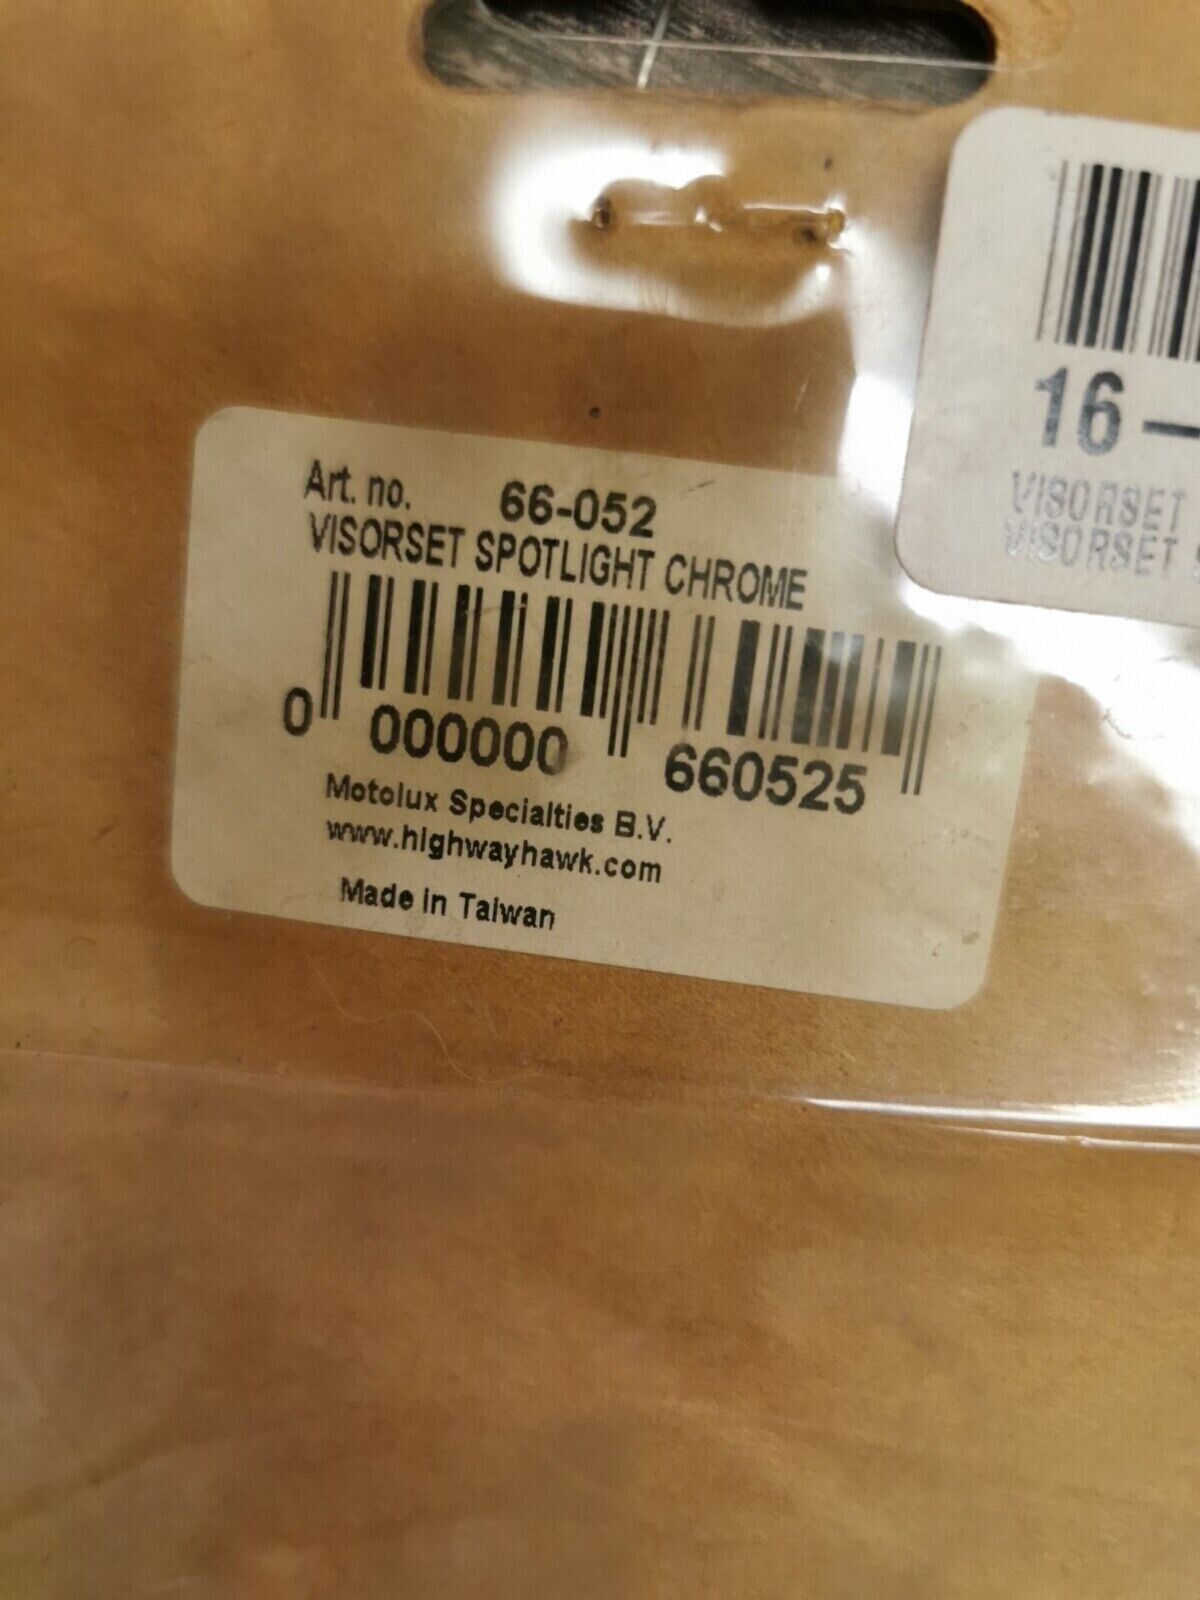 Art. no. 66-052
VISORSET SPOTLIGHT CHROME
0 000000 660525
Motolux Specialties B.V.
www.highwayhawk.com
Made in Taiwan
16-
VISORSET
VISORSET